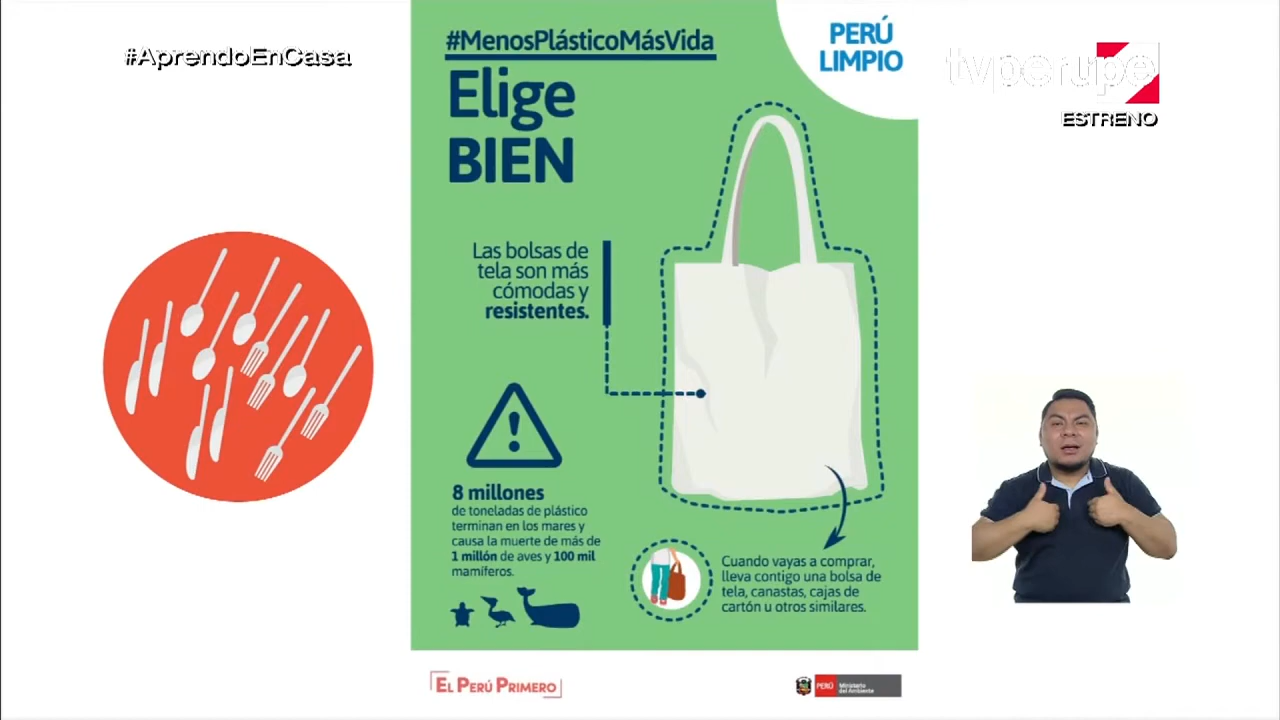 #AprendoEnCasa
#MenosPlásticoMásVida
Elige
BIEN
PERÚ
LIMPIO
tvperu.pe
ESTRENO
Las bolsas de
tela son más
cómodas y
resistentes.
8 millones
de toneladas de plástico
terminan en los mares y
causa la muerte de más de
1 millón de aves y 100 mil
mamíferos.
Cuando vayas a comprar,
lleva contigo una bolsa de
tela, canastas, cajas de
cartón u otros similares.
EL PERÚ PRIMERO
PERÚ
Ministerio
del Ambiente